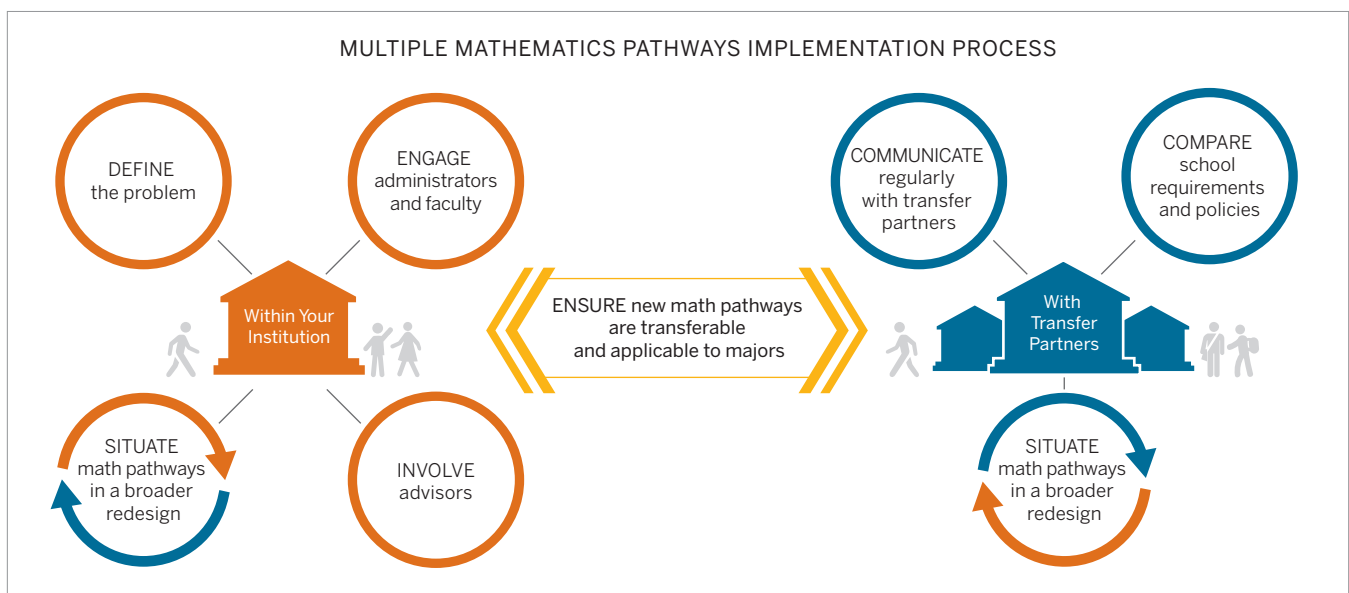 MULTIPLE MATHEMATICS PATHWAYS IMPLEMENTATION PROCESS
DEFINE
the problem
ENGAGE
administrators
and faculty
Within Your
Institution
SITUATE
math pathways
in a broader
redesign
INVOLVE
advisors
ENSURE new math pathways
are transferable
and applicable to majors
COMMUNICATE
regularly
with transfer
partners
COMPARE
school
requirements
and policies
With
Transfer
Partners
SITUATE
math pathways
in a broader
redesign